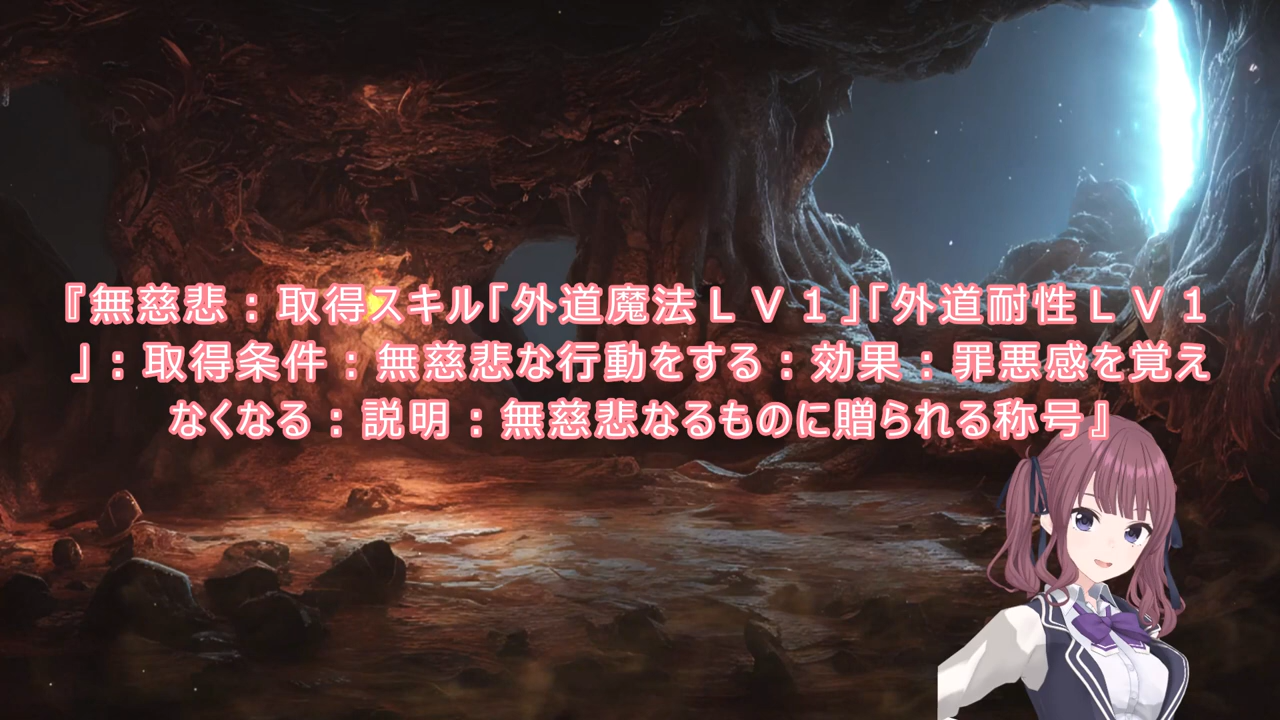 『無慈悲：取得スキル「外道魔法ＬＶ１」「外道耐性ＬＶ１
」：取得条件：無慈悲な行動をする：効果：罪悪感を覚え
なくなる：説明：無慈悲なるものに贈られる称号』